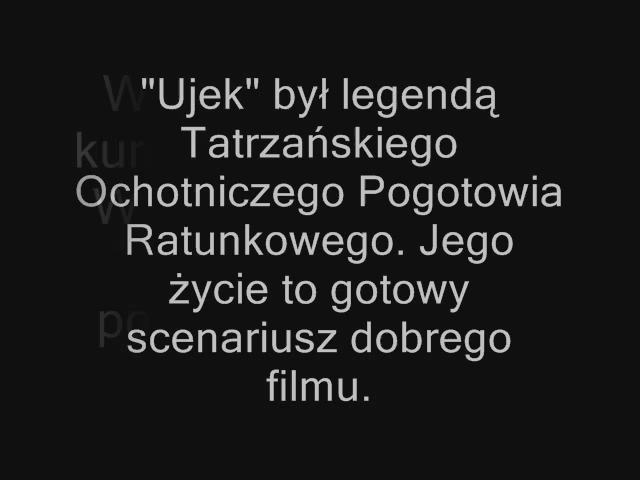 "Ujek" był legendą
Tatrzańskiego
Ochotniczego Pogotowia
Ratunkowego. Jego
życie to gotowy
scenariusz dobrego
filmu.